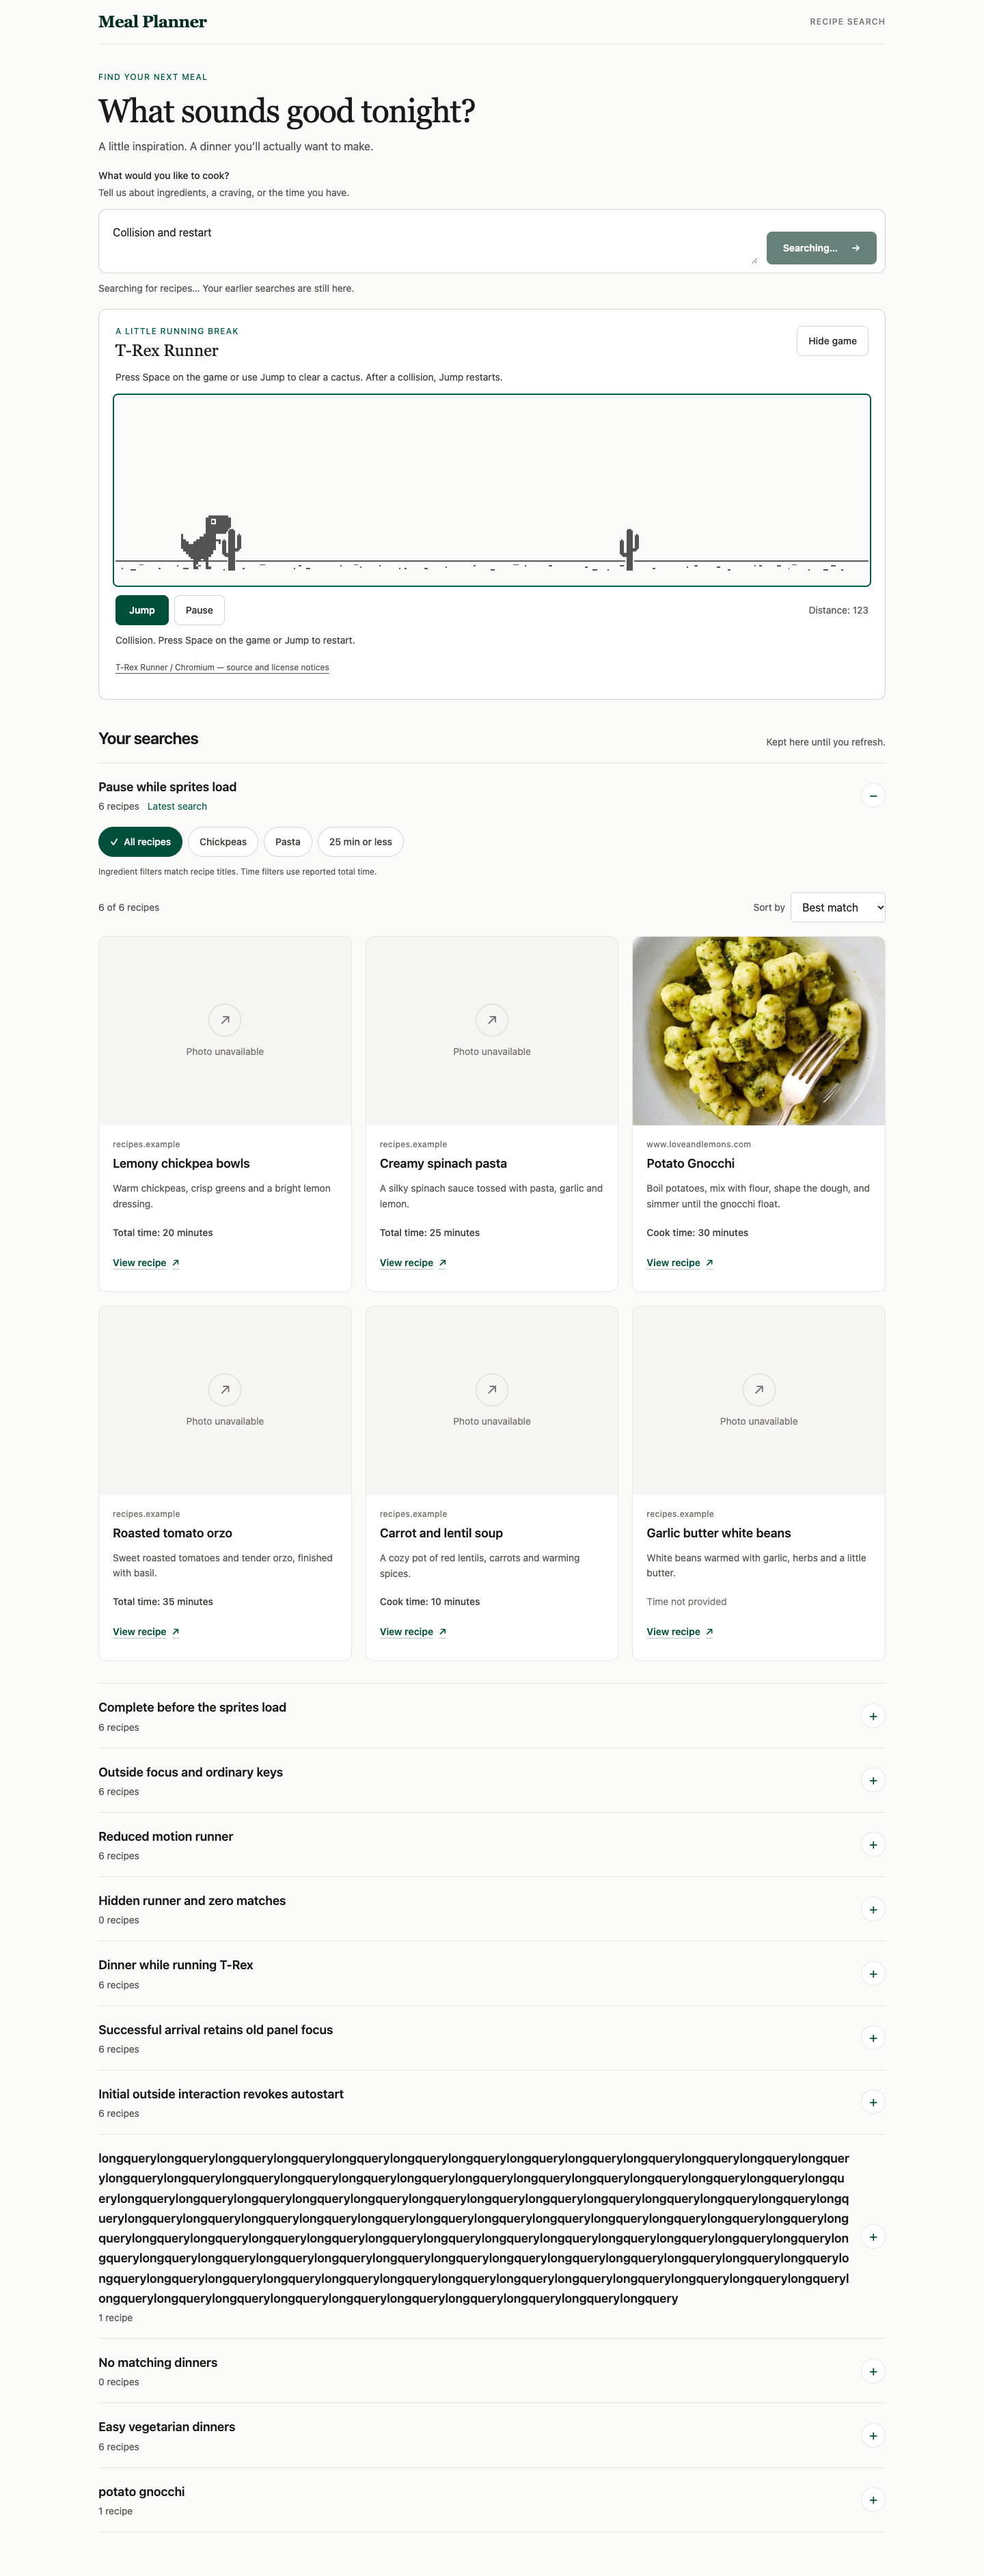 Meal Planner
RECIPE SEARCH
FIND YOUR NEXT MEAL
What sounds good tonight?
A little inspiration. A dinner you'll actually want to make.
What would you like to cook?
Tell us about ingredients, a craving, or the time you have.
Collision and restart
Searching... →
Searching for recipes... Your earlier searches are still here.
A LITTLE RUNNING BREAK
T-Rex Runner
Hide game
Press Space on the game or use Jump to clear a cactus. After a collision, Jump restarts.
Jump
Pause
Distance: 123
Collision. Press Space on the game or Jump to restart.
T-Rex Runner / Chromium — source and license notices
Your searches
Kept here until you refresh.
Pause while sprites load
6 recipes Latest search
−
✓ All recipes
Chickpeas
Pasta
25 min or less
Ingredient filters match recipe titles. Time filters use reported total time.
6 of 6 recipes
Sort by
Best match
↗
Photo unavailable
recipes.example
Lemony chickpea bowls
Warm chickpeas, crisp greens and a bright lemon
dressing.
Total time: 20 minutes
View recipe ↗
↗
Photo unavailable
recipes.example
Creamy spinach pasta
A silky spinach sauce tossed with pasta, garlic and
lemon.
Total time: 25 minutes
View recipe ↗
www.loveandlemons.com
Potato Gnocchi
Boil potatoes, mix with flour, shape the dough, and
simmer until the gnocchi float.
Cook time: 30 minutes
View recipe ↗
↗
Photo unavailable
recipes.example
Roasted tomato orzo
Sweet roasted tomatoes and tender orzo, finished
with basil.
Total time: 35 minutes
View recipe ↗
↗
Photo unavailable
recipes.example
Carrot and lentil soup
A cozy pot of red lentils, carrots and warming
spices.
Cook time: 10 minutes
View recipe ↗
↗
Photo unavailable
recipes.example
Garlic butter white beans
White beans warmed with garlic, herbs and a little
butter.
Time not provided
View recipe ↗
Complete before the sprites load
6 recipes
+
Outside focus and ordinary keys
6 recipes
+
Reduced motion runner
6 recipes
+
Hidden runner and zero matches
0 recipes
+
Dinner while running T-Rex
6 recipes
+
Successful arrival retains old panel focus
6 recipes
+
Initial outside interaction revokes autostart
6 recipes
+
longquerylongquerylongquerylongquerylongquerylongquerylongquerylongquerylongquerylongquerylongquerylongquerylongquer
ylongquerylongquerylongquerylongquerylongquerylongquerylongquerylongquerylongquerylongquerylongquerylongquerylongqu
erylongquerylongquerylongquerylongquerylongquerylongquerylongquerylongquerylongquerylongquerylongquerylongquerylongq
uerylongquerylongquerylongquerylongquerylongquerylongquerylongquerylongquerylongquerylongquerylongquerylongquerylong
querylongquerylongquerylongquerylongquerylongquerylongquerylongquerylongquerylongquerylongquerylongquerylongquerylon
gquerylongquerylongquerylongquerylongquerylongquerylongquerylongquerylongquerylongquerylongquerylongquerylongquerylo
ngquerylongquerylongquerylongquerylongquerylongquerylongquerylongquerylongquerylongquerylongquerylongquerylongqueryl
ongquerylongquerylongquerylongquerylongquerylongquerylongquerylongquerylongquerylongquery
1 recipe
+
No matching dinners
0 recipes
+
Easy vegetarian dinners
6 recipes
+
potato gnocchi
1 recipe
+